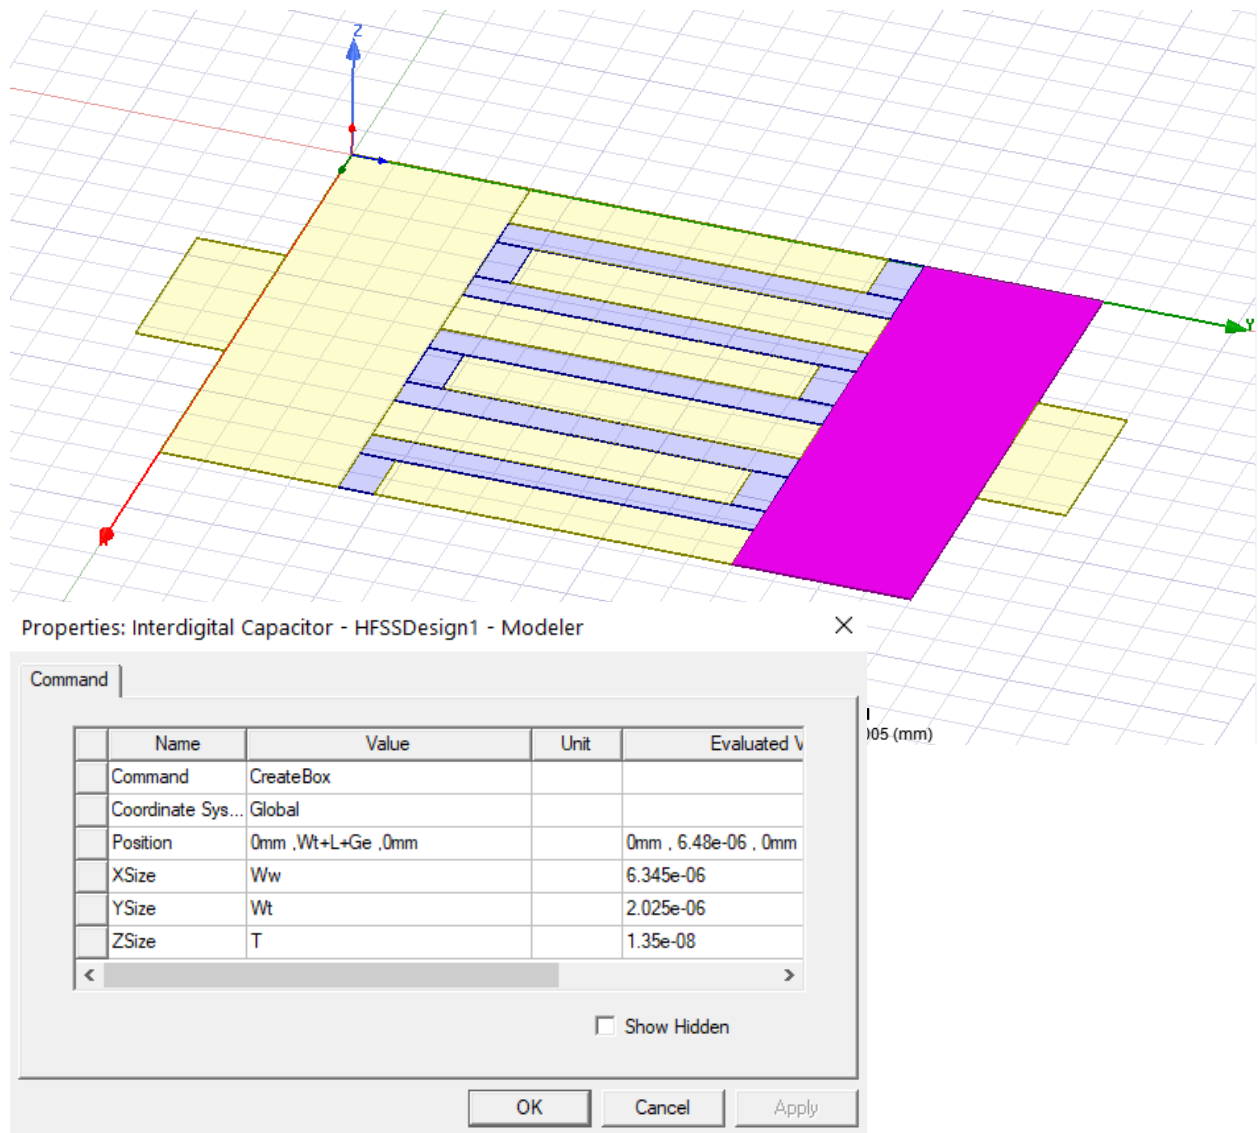 Z
Y
Properties: Interdigital Capacitor - HFSSDesign1 - Modeler
Command
005 (mm)
Name Value Unit Evaluated V
Command CreateBox
Coordinate Sys... Global
Position 0mm ,Wt+L+Ge ,0mm 0mm , 6.48e-06 , 0mm
XSize Ww 6.345e-06
YSize Wt 2.025e-06
ZSize T 1.35e-08
Show Hidden
OK Cancel Apply